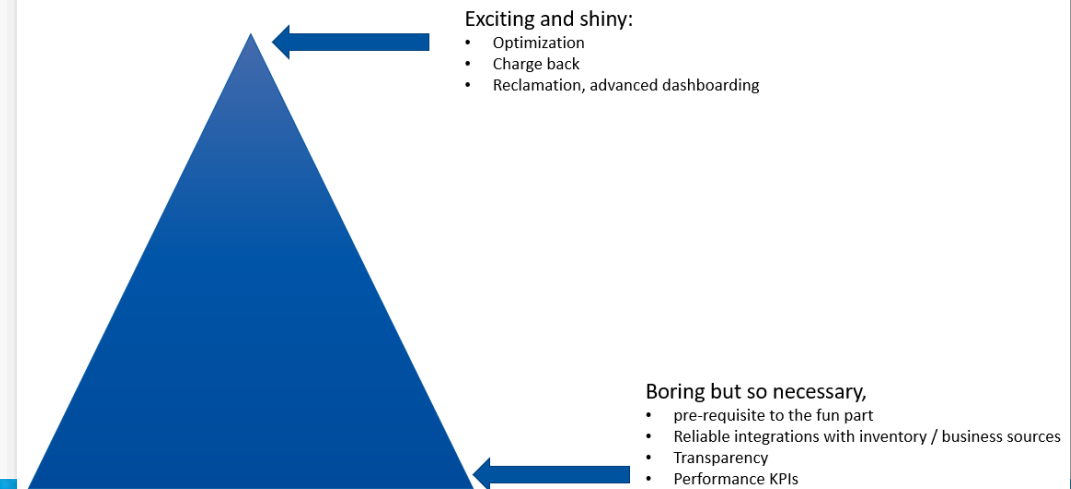 Exciting and shiny:
• Optimization
• Charge back
• Reclamation, advanced dashboarding
Boring but so necessary,
• pre-requisite to the fun part
• Reliable integrations with inventory / business sources
• Transparency
• Performance KPIs